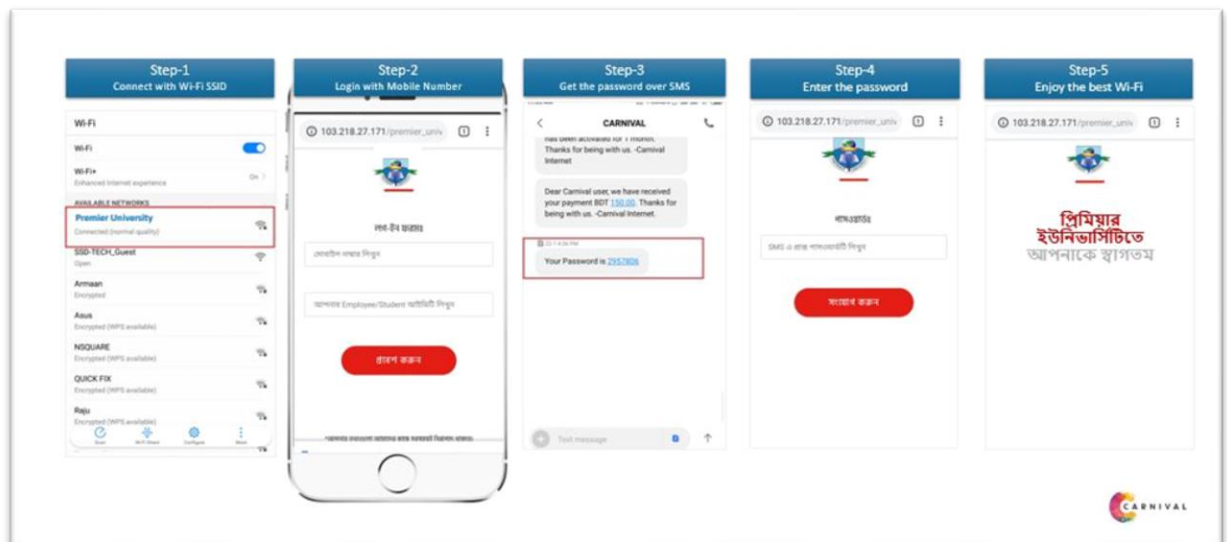 Step-1
Connect with Wi-Fi SSID
Wi-Fi
Wi-Fi
Wi-Fi+
Enhanced Internet experience
On
AVAILABLE NETWORKS
Premier University
Connected (normal quality)
SSD-TECH_Guest
Open
Armaan
Encrypted
Asus
Encrypted (WPS available)
NSQUARE
Encrypted (WPS available)
QUICK FIX
Encrypted (WPS available)
Raju
Encrypted (WPS available)
Scan
Wi-Fi Direct
Configure
More
Step-2
Login with Mobile Number
103.218.27.171/premier_univ
লগ-ইন করুনঃ
মোবাইল নম্বার লিখুন
আপনার Employee/Student আইডিটি লিখুন
প্রবেশ করুন
Step-3
Get the password over SMS
CARNIVAL
has been activated for 1 month.
Thanks for being with us. -Carnival
Internet
Dear Carnival user, we have received
your payment BDT 150.00. Thanks for
being with us. -Carnival Internet.
Your Password is 2957806
Text message
Step-4
Enter the password
103.218.27.171/premier_univ
পাসওয়ার্ডঃ
SMS এ প্রাপ্ত পাসওয়ার্ডটি লিখুন
সংযোগ করুন
Step-5
Enjoy the best Wi-Fi
103.218.27.171/premier_univ
প্রিমিয়ার
ইউনিভার্সিটিতে
আপনাকে স্বাগতম
CARNIVAL